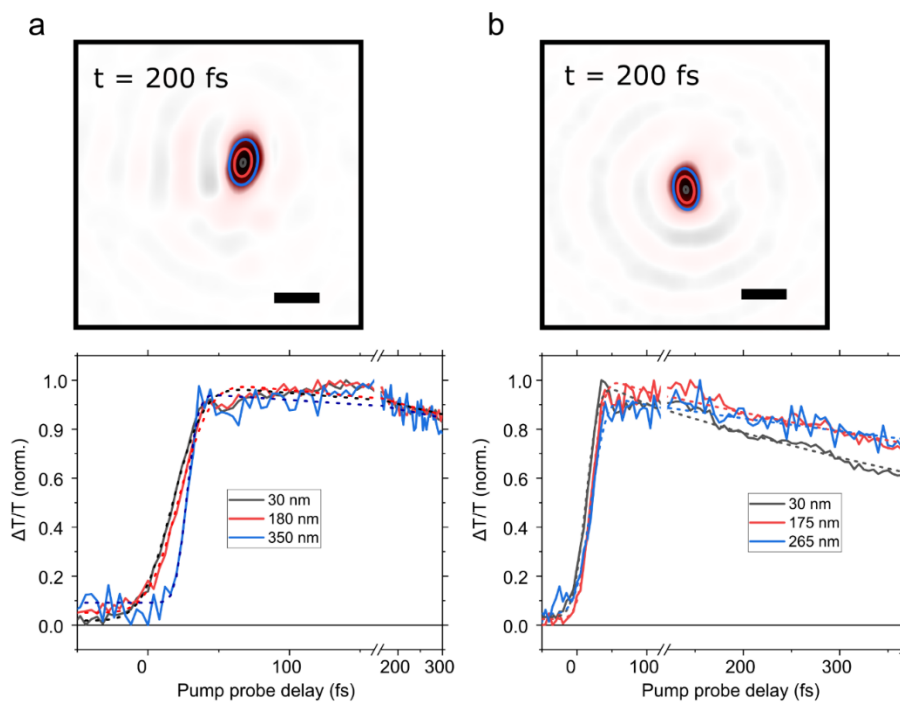 a
t = 200 fs
ΔT/T (norm.)
1.0
0.8
0.6
0.4
0.2
0.0
30 nm
180 nm
350 nm
0
100
200
300
Pump probe delay (fs)
b
t = 200 fs
ΔT/T (norm.)
1.0
0.8
0.6
0.4
0.2
0.0
30 nm
175 nm
265 nm
0
100
200
300
Pump probe delay (fs)